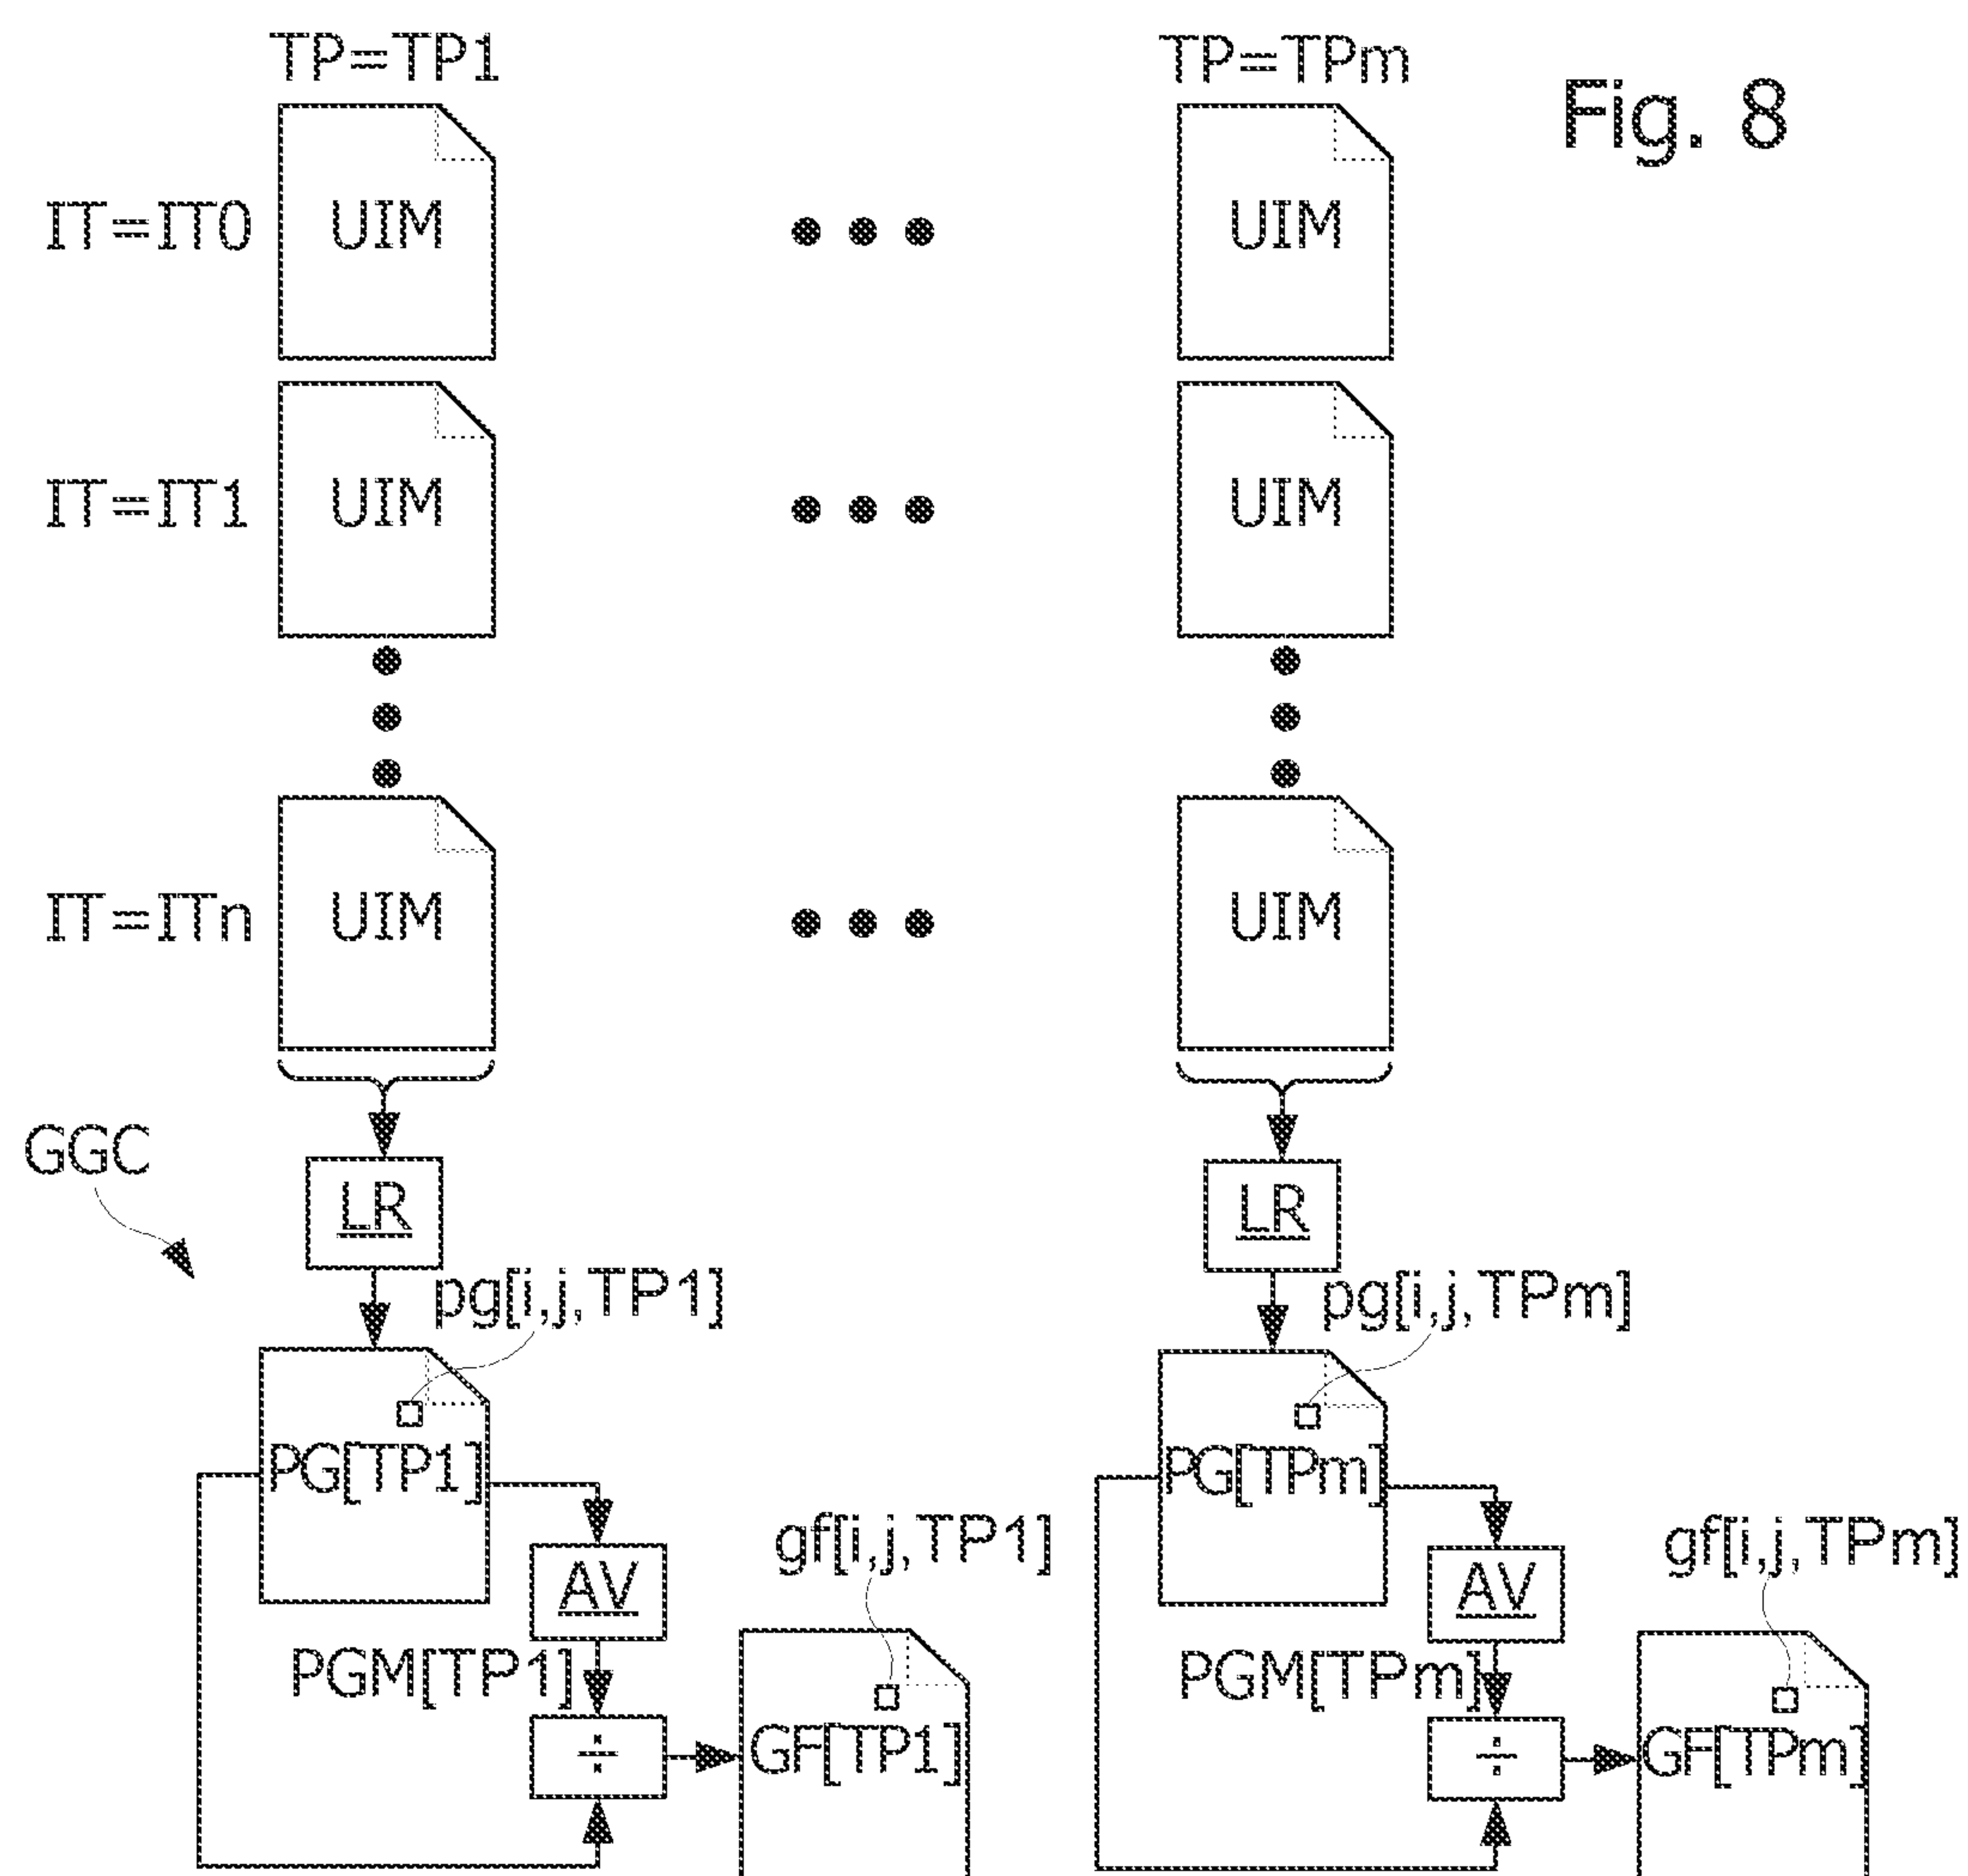 TP=TP1 TP=TPm
Fig. 8
IT=IT0 UIM UIM
IT=IT1 UIM UIM
IT=ITn UIM UIM
GGC
LR LR
pg[i,j,TP1] pg[i,j,TPm]
PG[TP1] PG[TPm]
gf[i,j,TP1] gf[i,j,TPm]
AV AV
PGM[TP1] PGM[TPm]
÷ GF[TP1] ÷ GF[TPm]